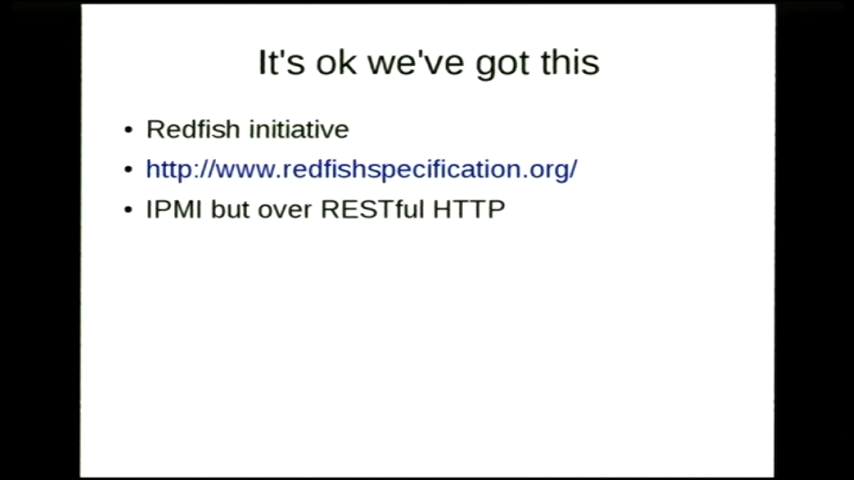 It's ok we've got this
• Redfish initiative
• http://www.redfishspecification.org/
• IPMI but over RESTful HTTP